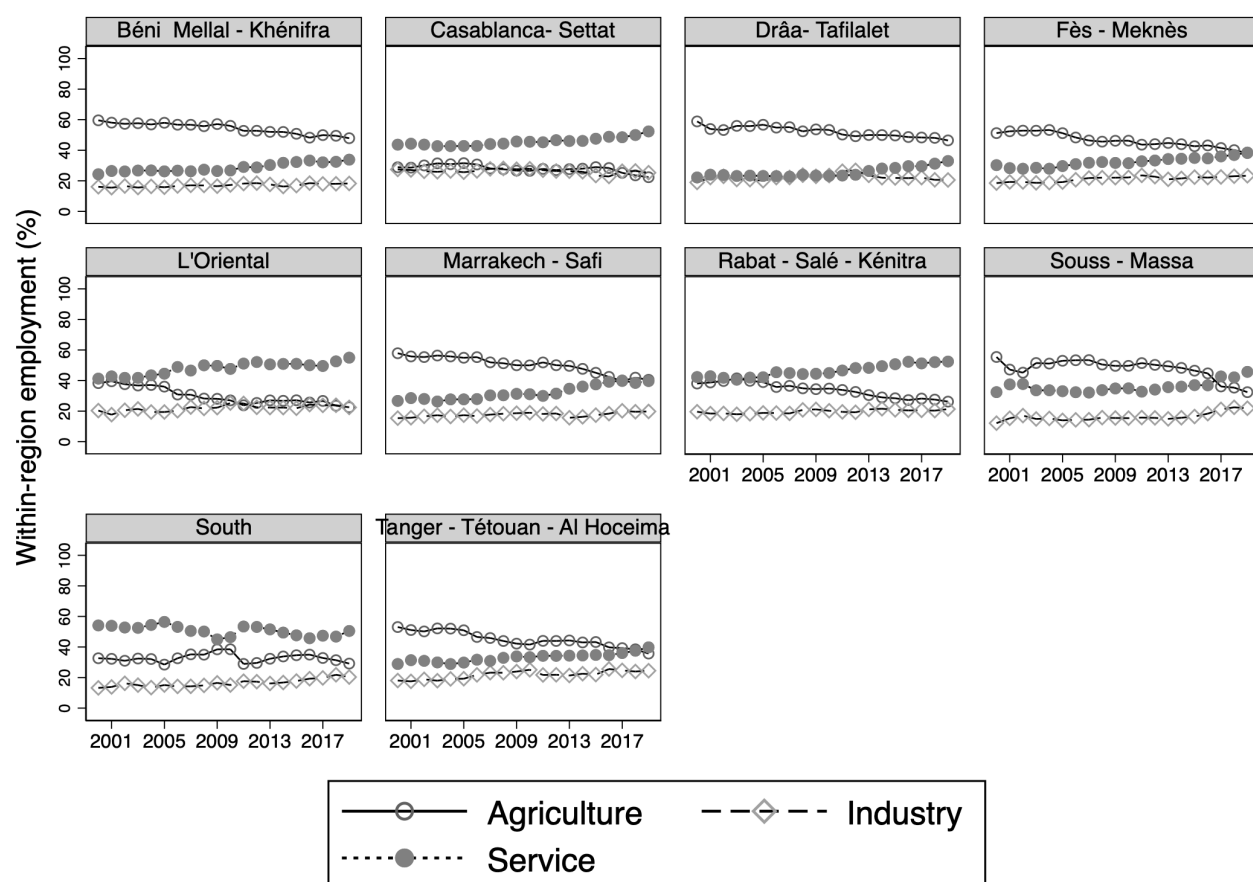 Within-region employment (%)
Béni Mellal - Khénifra
Casablanca- Settat
Drâa- Tafilalet
Fès - Meknès
0 20 40 60 80 100
L'Oriental
Marrakech - Safi
Rabat - Salé - Kénitra
Souss - Massa
0 20 40 60 80 100
2001 2005 2009 2013 2017
2001 2005 2009 2013 2017
South
Tanger - Tétouan - Al Hoceima
0 20 40 60 80 100
2001 2005 2009 2013 2017
2001 2005 2009 2013 2017
Agriculture
Industry
Service